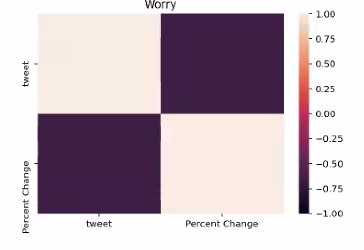 Worry
1.00
0.75
0.50
0.25
0.00
−0.25
−0.50
−0.75
−1.00
tweet
Percent Change
tweet
Percent Change